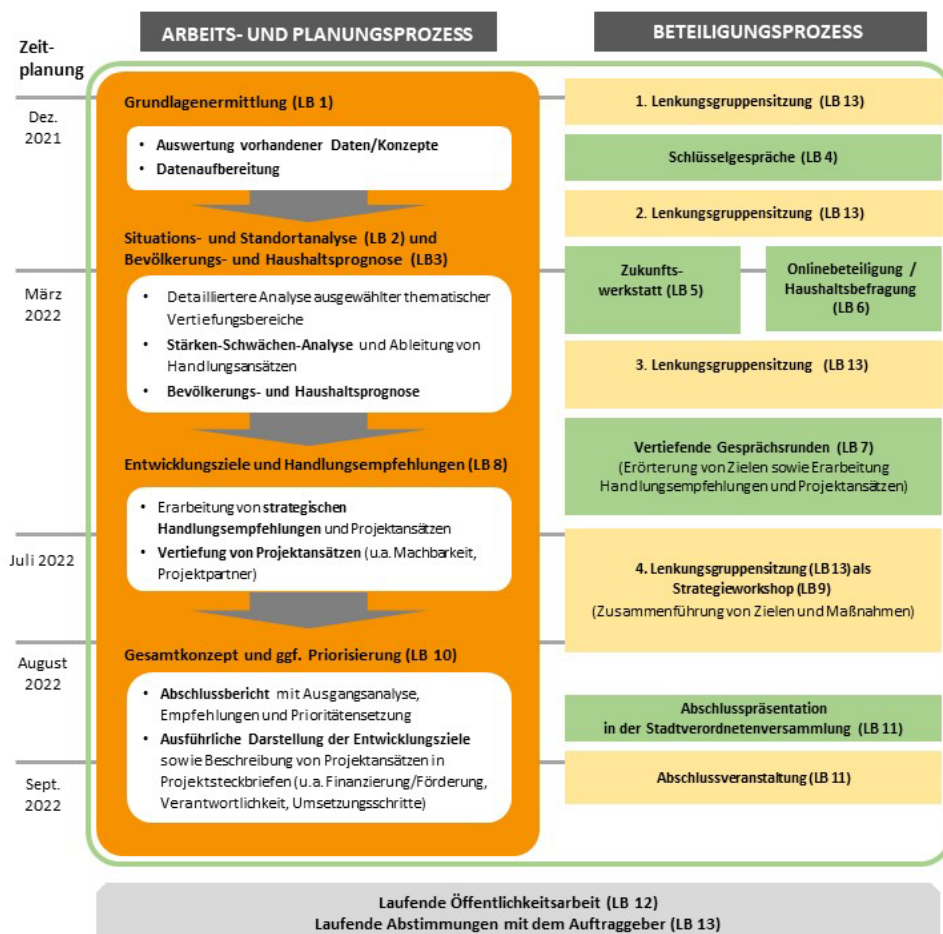 ARBEITS- UND PLANUNGSPROZESS
BETEILIGUNGSPROZESS
Zeit-
planung
Dez.
2021
März
2022
Juli 2022
August
2022
Sept.
2022
Grundlagenermittlung (LB 1)
• Auswertung vorhandener Daten/Konzepte
• Datenaufbereitung
Situations- und Standortanalyse (LB 2) und
Bevölkerungs- und Haushaltsprognose (LB3)
• Detailliertere Analyse ausgewählter thematischer
Vertiefungsbereiche
• Stärken-Schwächen-Analyse und Ableitung von
Handlungsansätzen
• Bevölkerungs- und Haushaltsprognose
Entwicklungsziele und Handlungsempfehlungen (LB 8)
• Erarbeitung von strategischen
Handlungsempfehlungen und Projektansätzen
• Vertiefung von Projektansätzen (u.a. Machbarkeit,
Projektpartner)
Gesamtkonzept und ggf. Priorisierung (LB 10)
• Abschlussbericht mit Ausgangsanalyse,
Empfehlungen und Prioritätensetzung
• Ausführliche Darstellung der Entwicklungsziele
sowie Beschreibung von Projektansätzen in
Projektsteckbriefen (u.a. Finanzierung/Förderung,
Verantwortlichkeit, Umsetzungsschritte)
1. Lenkungsgruppensitzung (LB 13)
Schlüsselgespräche (LB 4)
2. Lenkungsgruppensitzung (LB 13)
Zukunfts-
werkstatt (LB 5)
Onlinebeteiligung /
Haushaltsbefragung
(LB 6)
3. Lenkungsgruppensitzung (LB 13)
Vertiefende Gesprächsrunden (LB 7)
(Erörterung von Zielen sowie Erarbeitung
Handlungsempfehlungen und Projektansätzen)
4. Lenkungsgruppensitzung (LB 13) als
Strategieworkshop (LB 9)
(Zusammenführung von Zielen und Maßnahmen)
Abschlusspräsentation
in der Stadtverordnetenversammlung (LB 11)
Abschlussveranstaltung (LB 11)
Laufende Öffentlichkeitsarbeit (LB 12)
Laufende Abstimmungen mit dem Auftraggeber (LB 13)